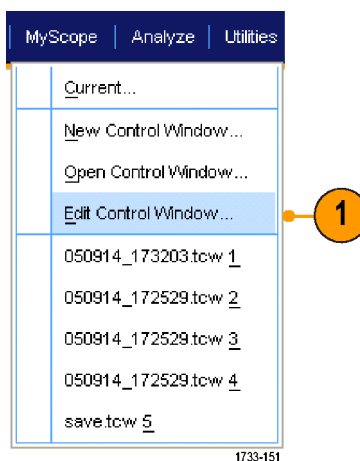 MyScope | Analyze | Utilities
Current...
New Control Window...
Open Control Window...
Edit Control Window...
1
050914_173203.tcw 1
050914_172529.tcw 2
050914_172529.tcw 3
050914_172529.tcw 4
save.tcw 5
1733-151